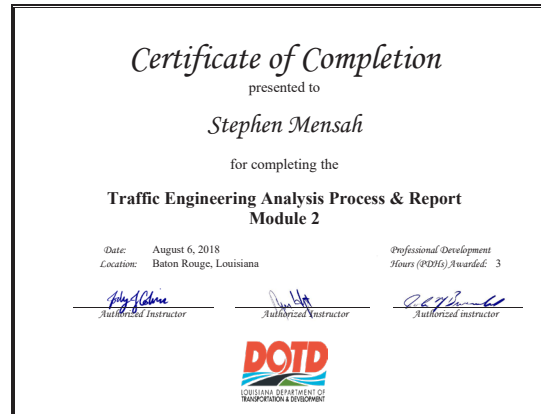 Certificate of Completion
presented to
Stephen Mensah
for completing the
Traffic Engineering Analysis Process & Report
Module 2
Date: August 6, 2018
Location: Baton Rouge, Louisiana
Professional Development
Hours (PDHs) Awarded: 3
Authorized Instructor
Authorized Instructor
Authorized instructor
DOTD
LOUISIANA DEPARTMENT OF
TRANSPORTATION & DEVELOPMENT